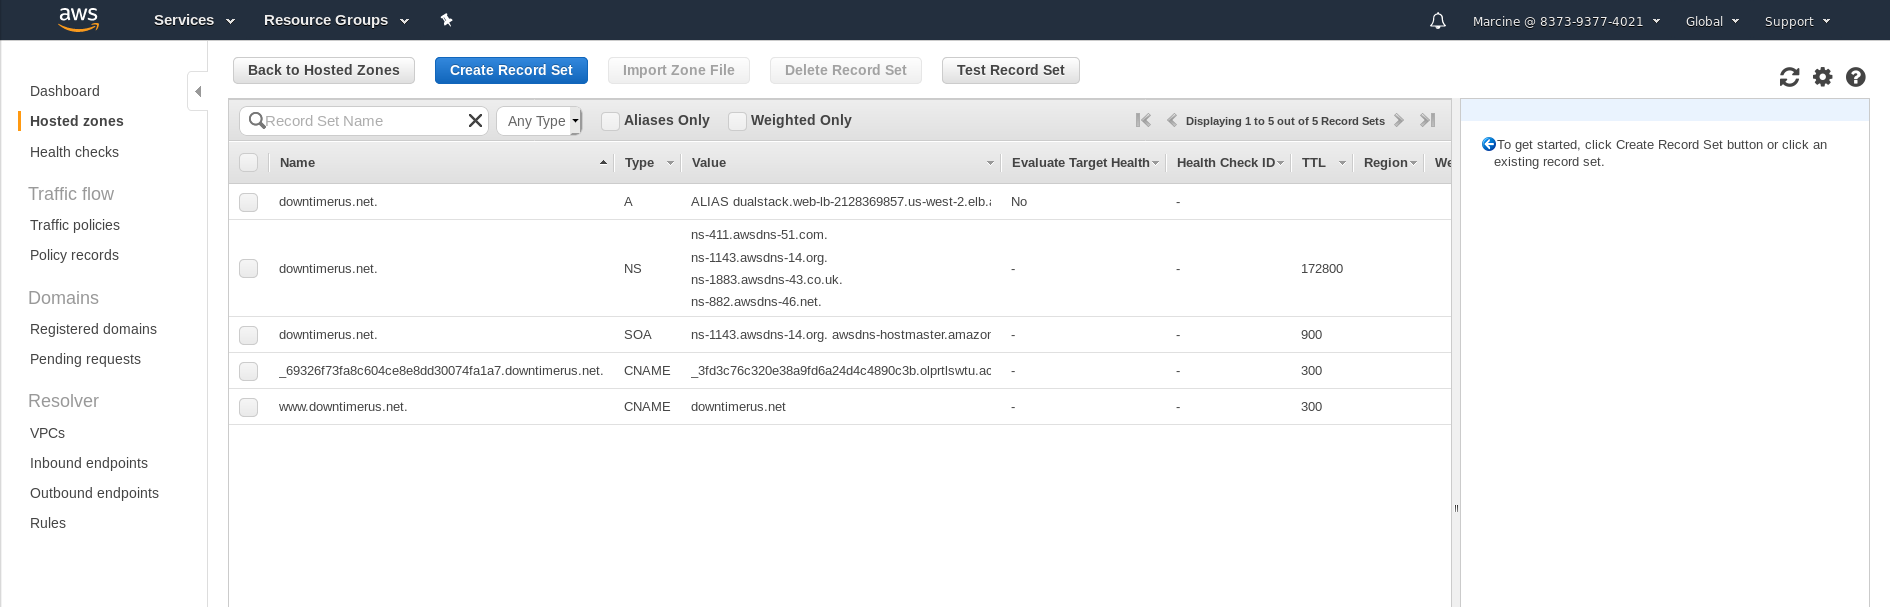 aws Services Resource Groups Marcine @ 8373-9377-4021 Global Support
Back to Hosted Zones Create Record Set Import Zone File Delete Record Set Test Record Set
Dashboard
Hosted zones
Health checks
Traffic flow
Traffic policies
Policy records
Domains
Registered domains
Pending requests
Resolver
VPCs
Inbound endpoints
Outbound endpoints
Rules
Record Set Name Any Type Aliases Only Weighted Only Displaying 1 to 5 out of 5 Record Sets
Name Type Value Evaluate Target Health Health Check ID TTL Region We
downtimerus.net. A ALIAS dualstack.web-lb-2128369857.us-west-2.elb. No -
downtimerus.net. NS ns-411.awsdns-51.com.
ns-1143.awsdns-14.org.
ns-1883.awsdns-43.co.uk.
ns-882.awsdns-46.net. - - 172800
downtimerus.net. SOA ns-1143.awsdns-14.org. awsdns-hostmaster.amazon - - 900
_69326f73fa8c604ce8e8dd30074fa1a7.downtimerus.net. CNAME _3fd3c76c320e38a9fd6a24d4c4890c3b.olprtlswtu.ac - - 300
www.downtimerus.net. CNAME downtimerus.net - - 300
To get started, click Create Record Set button or click an
existing record set.